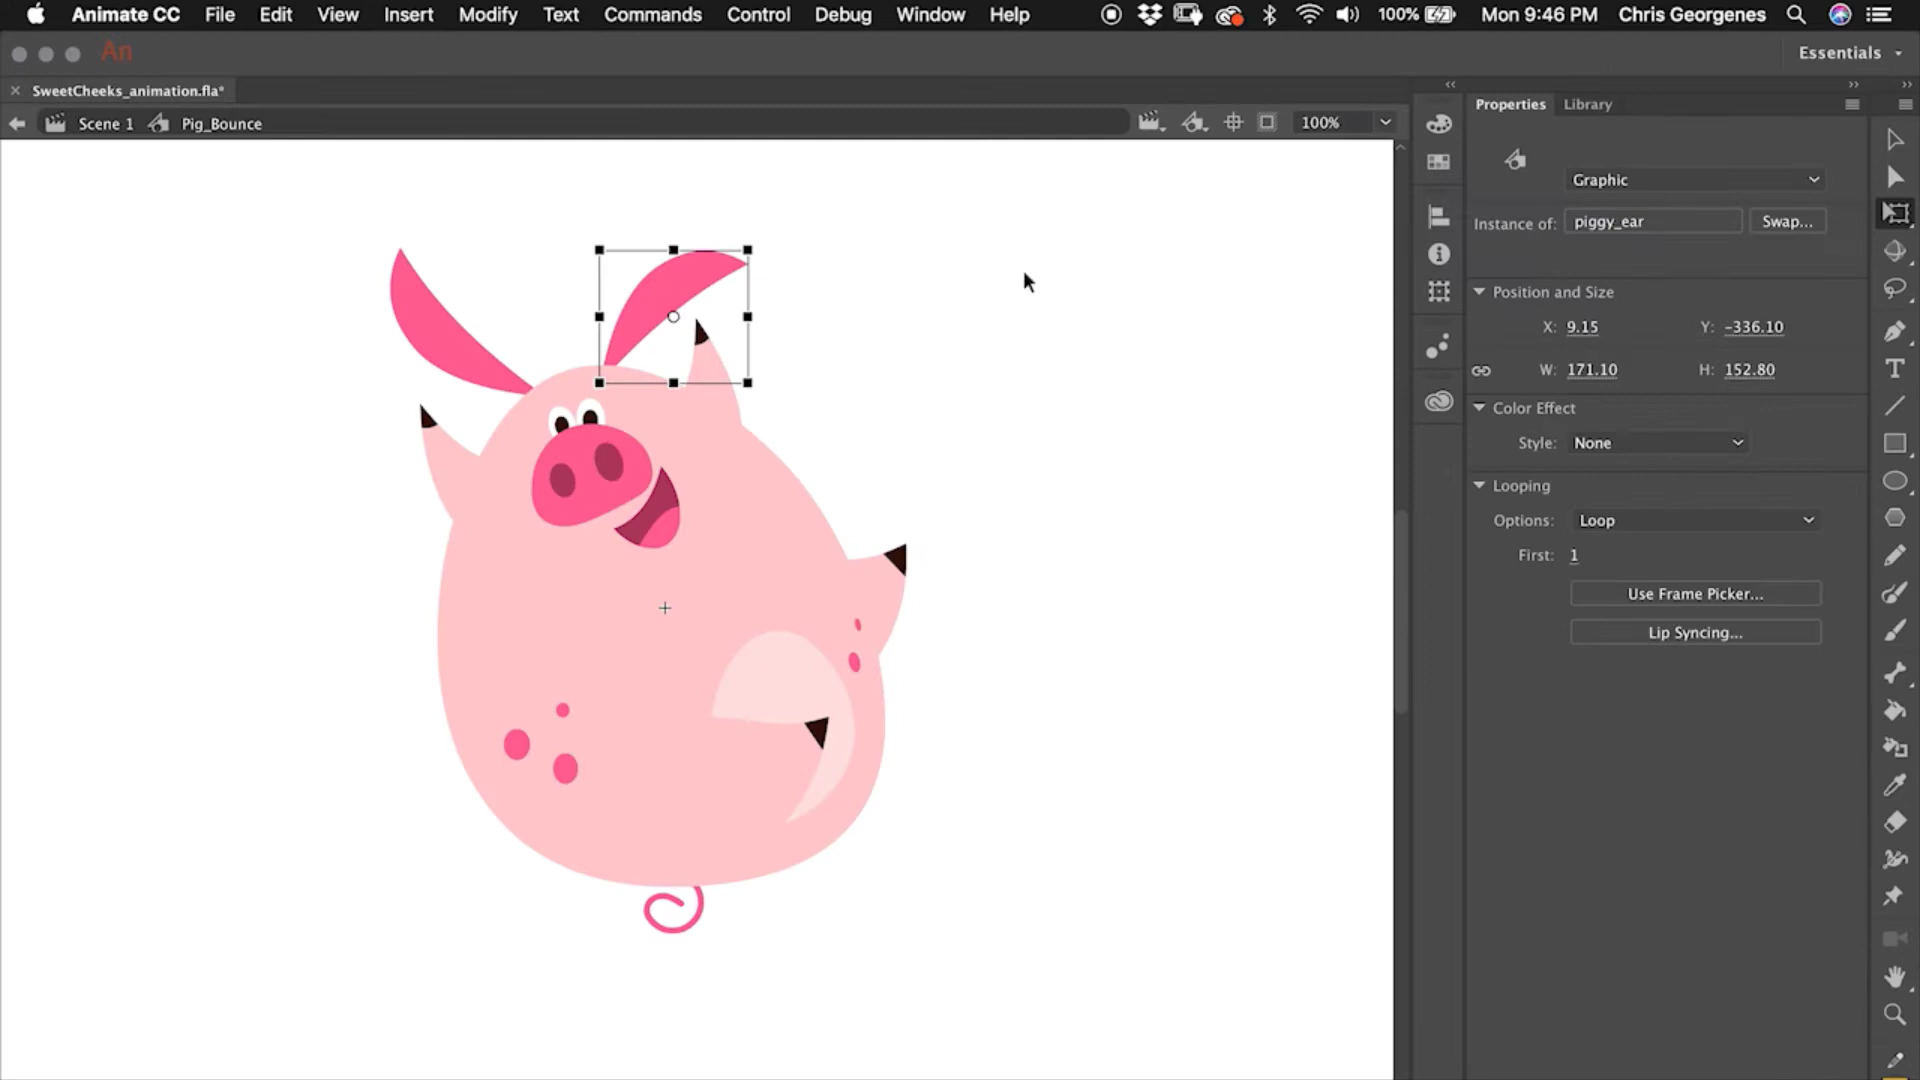 Animate CC File Edit View Insert Modify Text Commands Control Debug Window Help 100% Mon 9:46 PM Chris Georgenes
An Essentials
SweetCheeks_animation.fla*
Scene 1 Pig_Bounce 100%
Properties Library
Graphic
Instance of: piggy_ear Swap...
Position and Size
X: 9.15 Y: -336.10
W: 171.10 H: 152.80
Color Effect
Style: None
Looping
Options: Loop
First: 1
Use Frame Picker...
Lip Syncing...